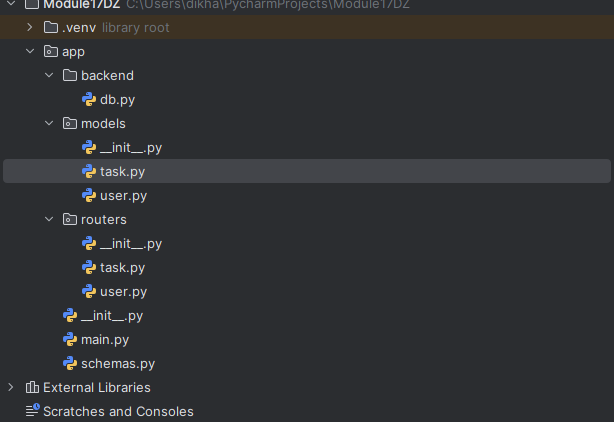 Module17DZ C:\Users\dikha\PycharmProjects\Module17DZ
.venv library root
app
backend
db.py
models
__init__.py
task.py
user.py
routers
__init__.py
task.py
user.py
__init__.py
main.py
schemas.py
External Libraries
Scratches and Consoles